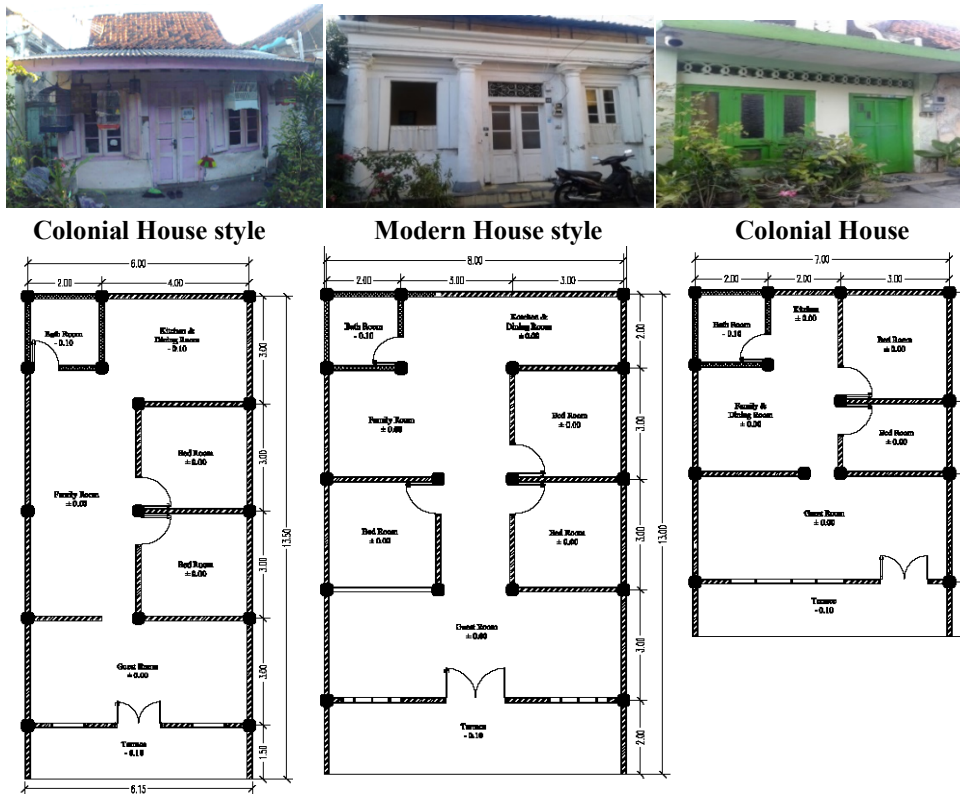 Colonial House style
Modern House style
Colonial House
6.00
2.00
4.00
Bath Room
- 0.10
Kitchen &
Dining Room
- 0.10
3.00
Bed Room
± 0.00
3.00
Family Room
± 0.00
13.50
Bed Room
± 0.00
3.00
Guest Room
± 0.00
3.00
Terrace
- 0.10
1.50
6.15
8.00
2.00
3.00
3.00
Bath Room
- 0.10
Kitchen &
Dining Room
± 0.00
2.00
Family Room
± 0.00
Bed Room
± 0.00
3.00
Bed Room
± 0.00
Bed Room
± 0.00
3.00
13.00
Guest Room
± 0.00
3.00
Terrace
- 0.10
2.00
7.00
2.00
2.00
3.00
Bath Room
- 0.10
Kitchen
± 0.00
Bed Room
± 0.00
Family &
Dining Room
± 0.00
Bed Room
± 0.00
Guest Room
± 0.00
Terrace
- 0.10